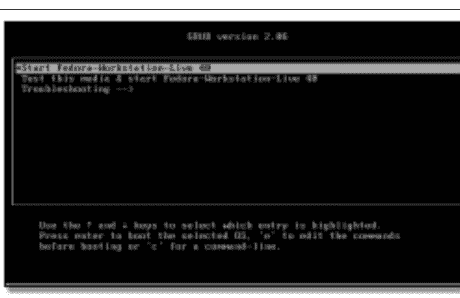 GRUB version 2.06
*Start Fedora-Workstation-Live 40
Test this media & start Fedora-Workstation-Live 40
Troubleshooting -->
Use the ↑ and ↓ keys to select which entry is highlighted.
Press enter to boot the selected OS, `e' to edit the commands
before booting or `c' for a command-line.